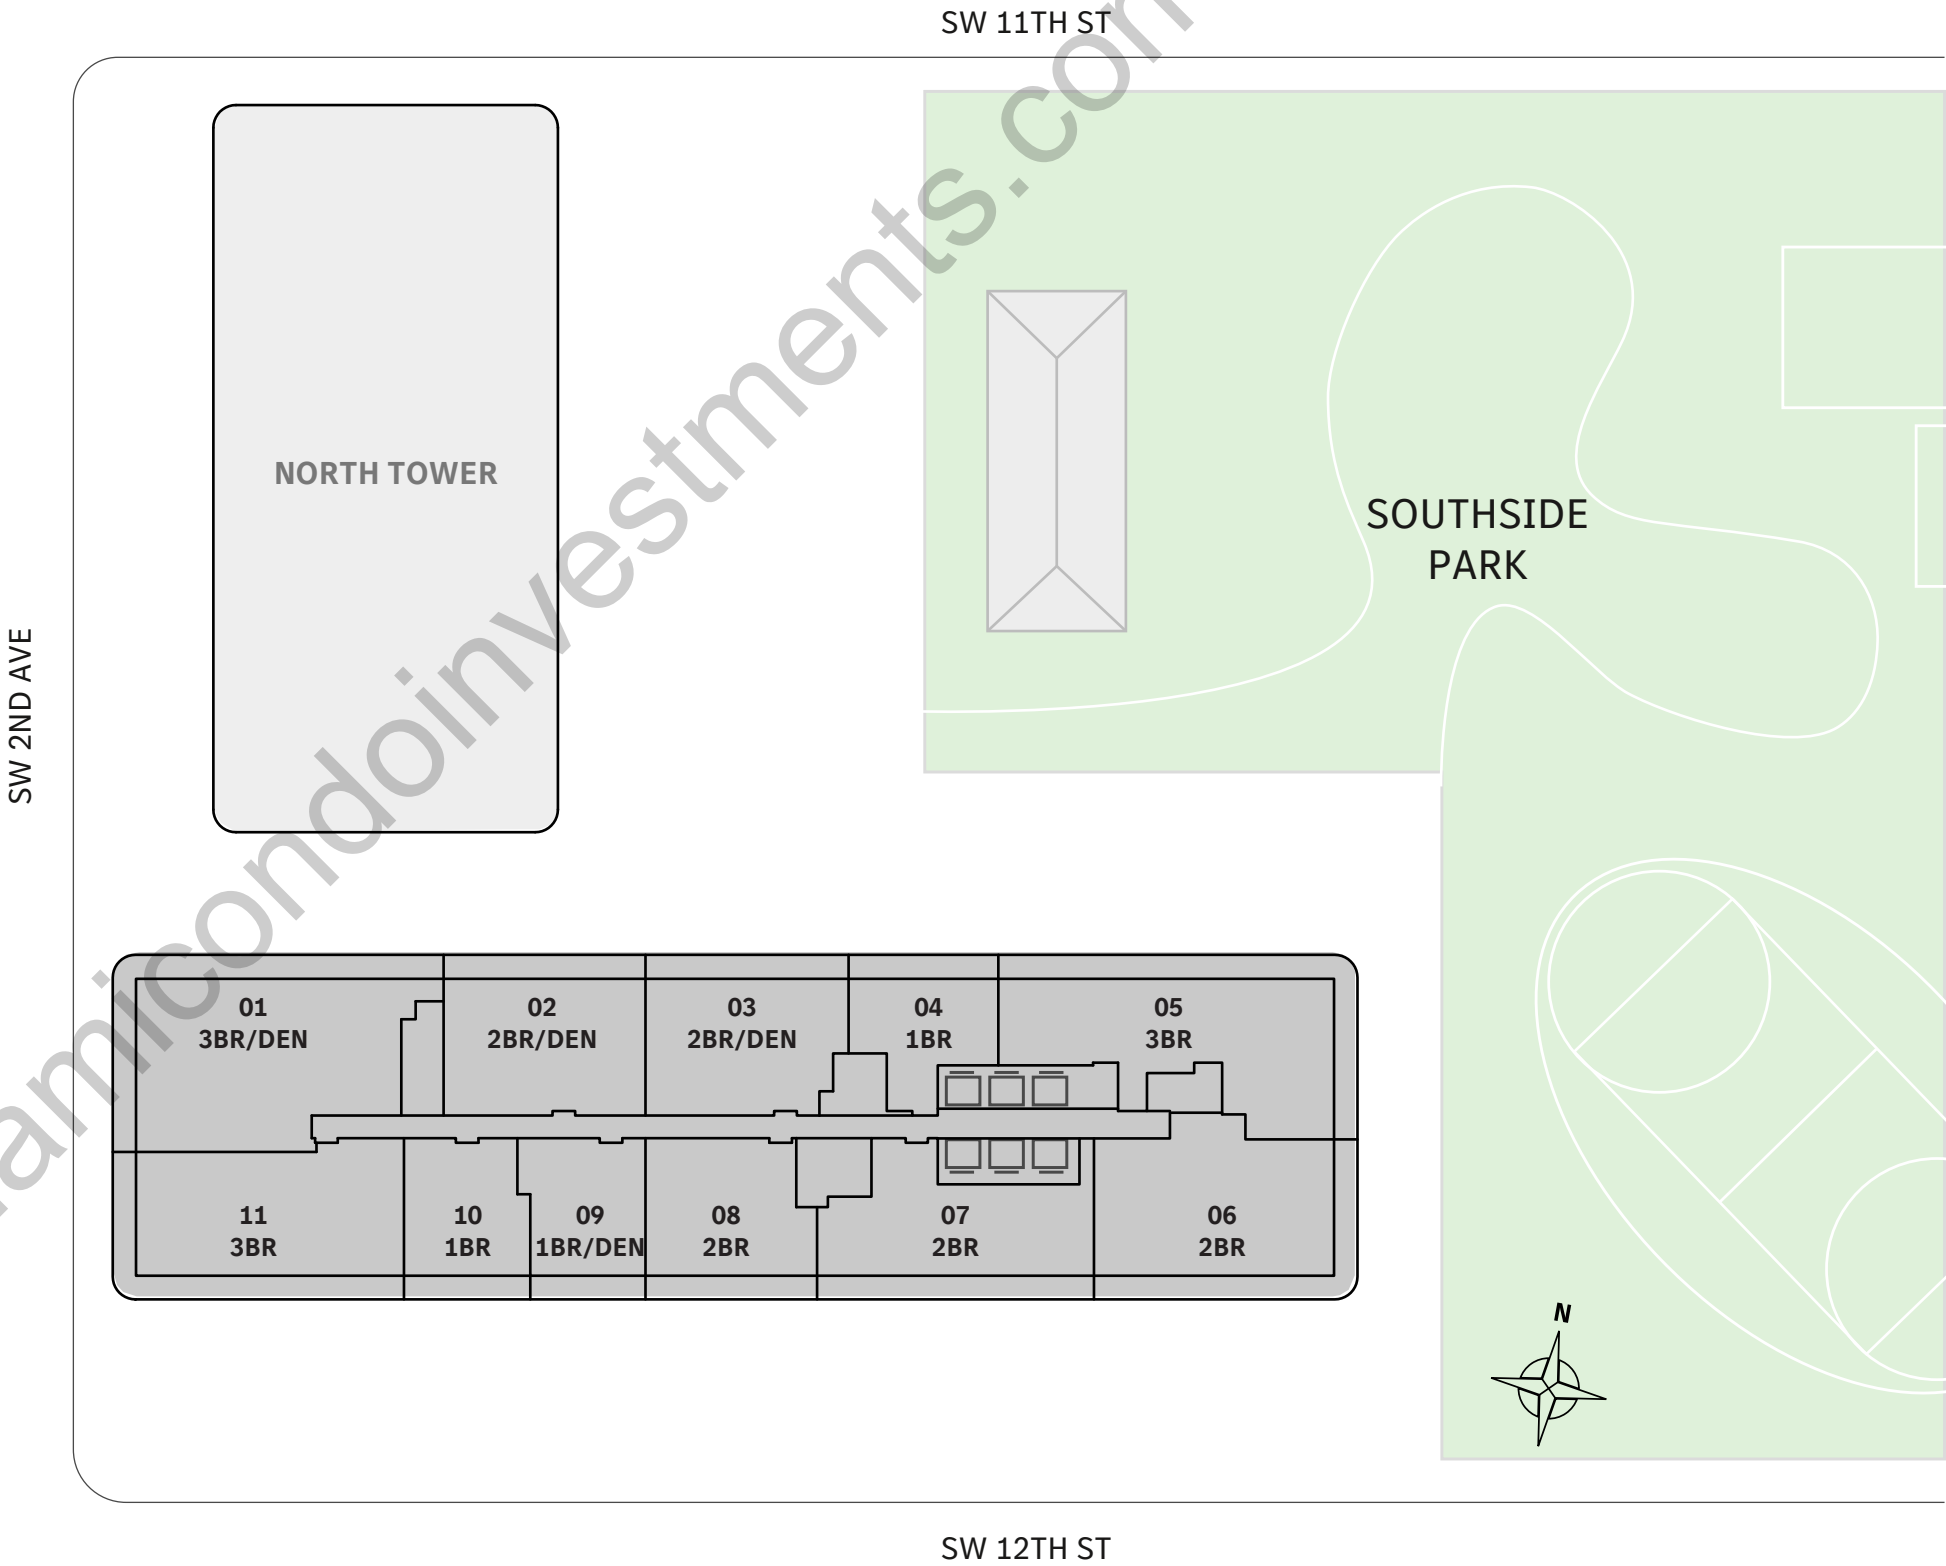 SW 11TH ST
NORTH TOWER
SOUTHSIDE
PARK
SW 2ND AVE
amicondoinvestments.com
01
3BR/DEN
02
2BR/DEN
03
2BR/DEN
04
1BR
05
3BR
11
3BR
10
1BR
09
1BR/DEN
08
2BR
07
2BR
06
2BR
N
SW 12TH ST